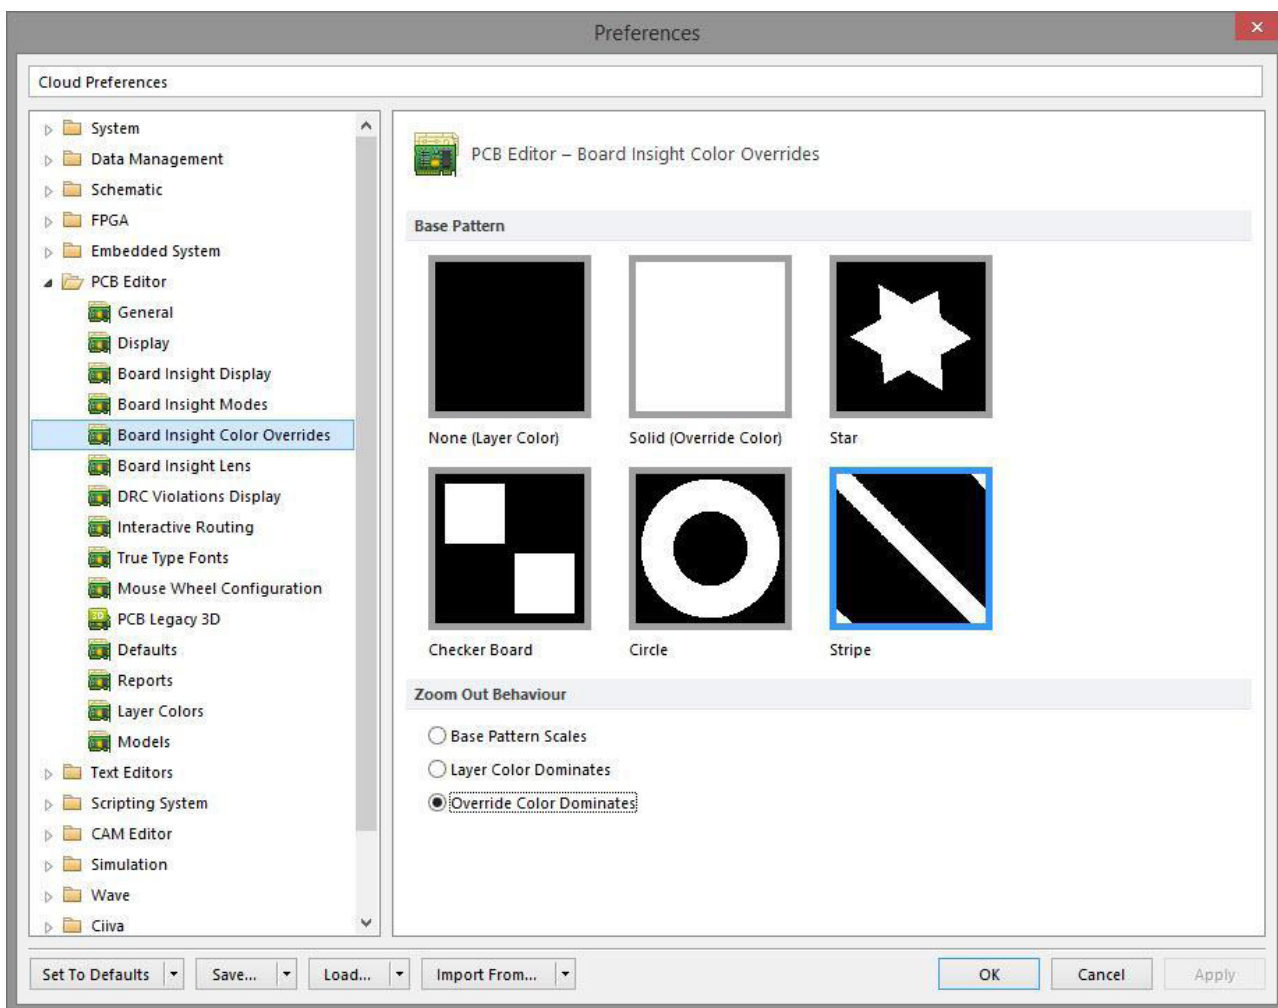 Preferences
Cloud Preferences
System
Data Management
Schematic
FPGA
Embedded System
PCB Editor
General
Display
Board Insight Display
Board Insight Modes
Board Insight Color Overrides
Board Insight Lens
DRC Violations Display
Interactive Routing
True Type Fonts
Mouse Wheel Configuration
PCB Legacy 3D
Defaults
Reports
Layer Colors
Models
Text Editors
Scripting System
CAM Editor
Simulation
Wave
Ciiva
PCB Editor – Board Insight Color Overrides
Base Pattern
None (Layer Color)
Solid (Override Color)
Star
Checker Board
Circle
Stripe
Zoom Out Behaviour
Base Pattern Scales
Layer Color Dominates
Override Color Dominates
Set To Defaults
Save...
Load...
Import From...
OK
Cancel
Apply